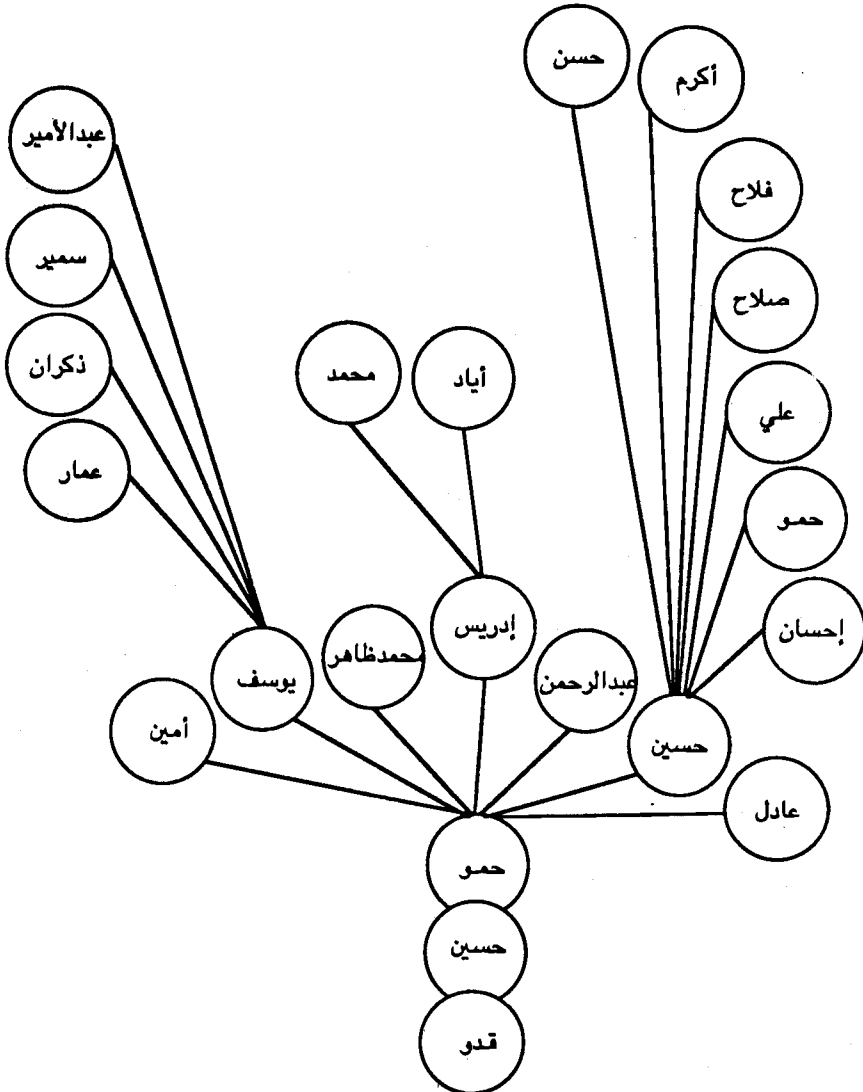 حسن
أكرم
عبدالأمير
فلاح
سمير
صلاح
ذكران
محمد
أياد
علي
عمار
حمو
إحسان
إدريس
محمدظاهر
يوسف
عبدالرحمن
أمين
حسين
عادل
حمو
حسين
قدو